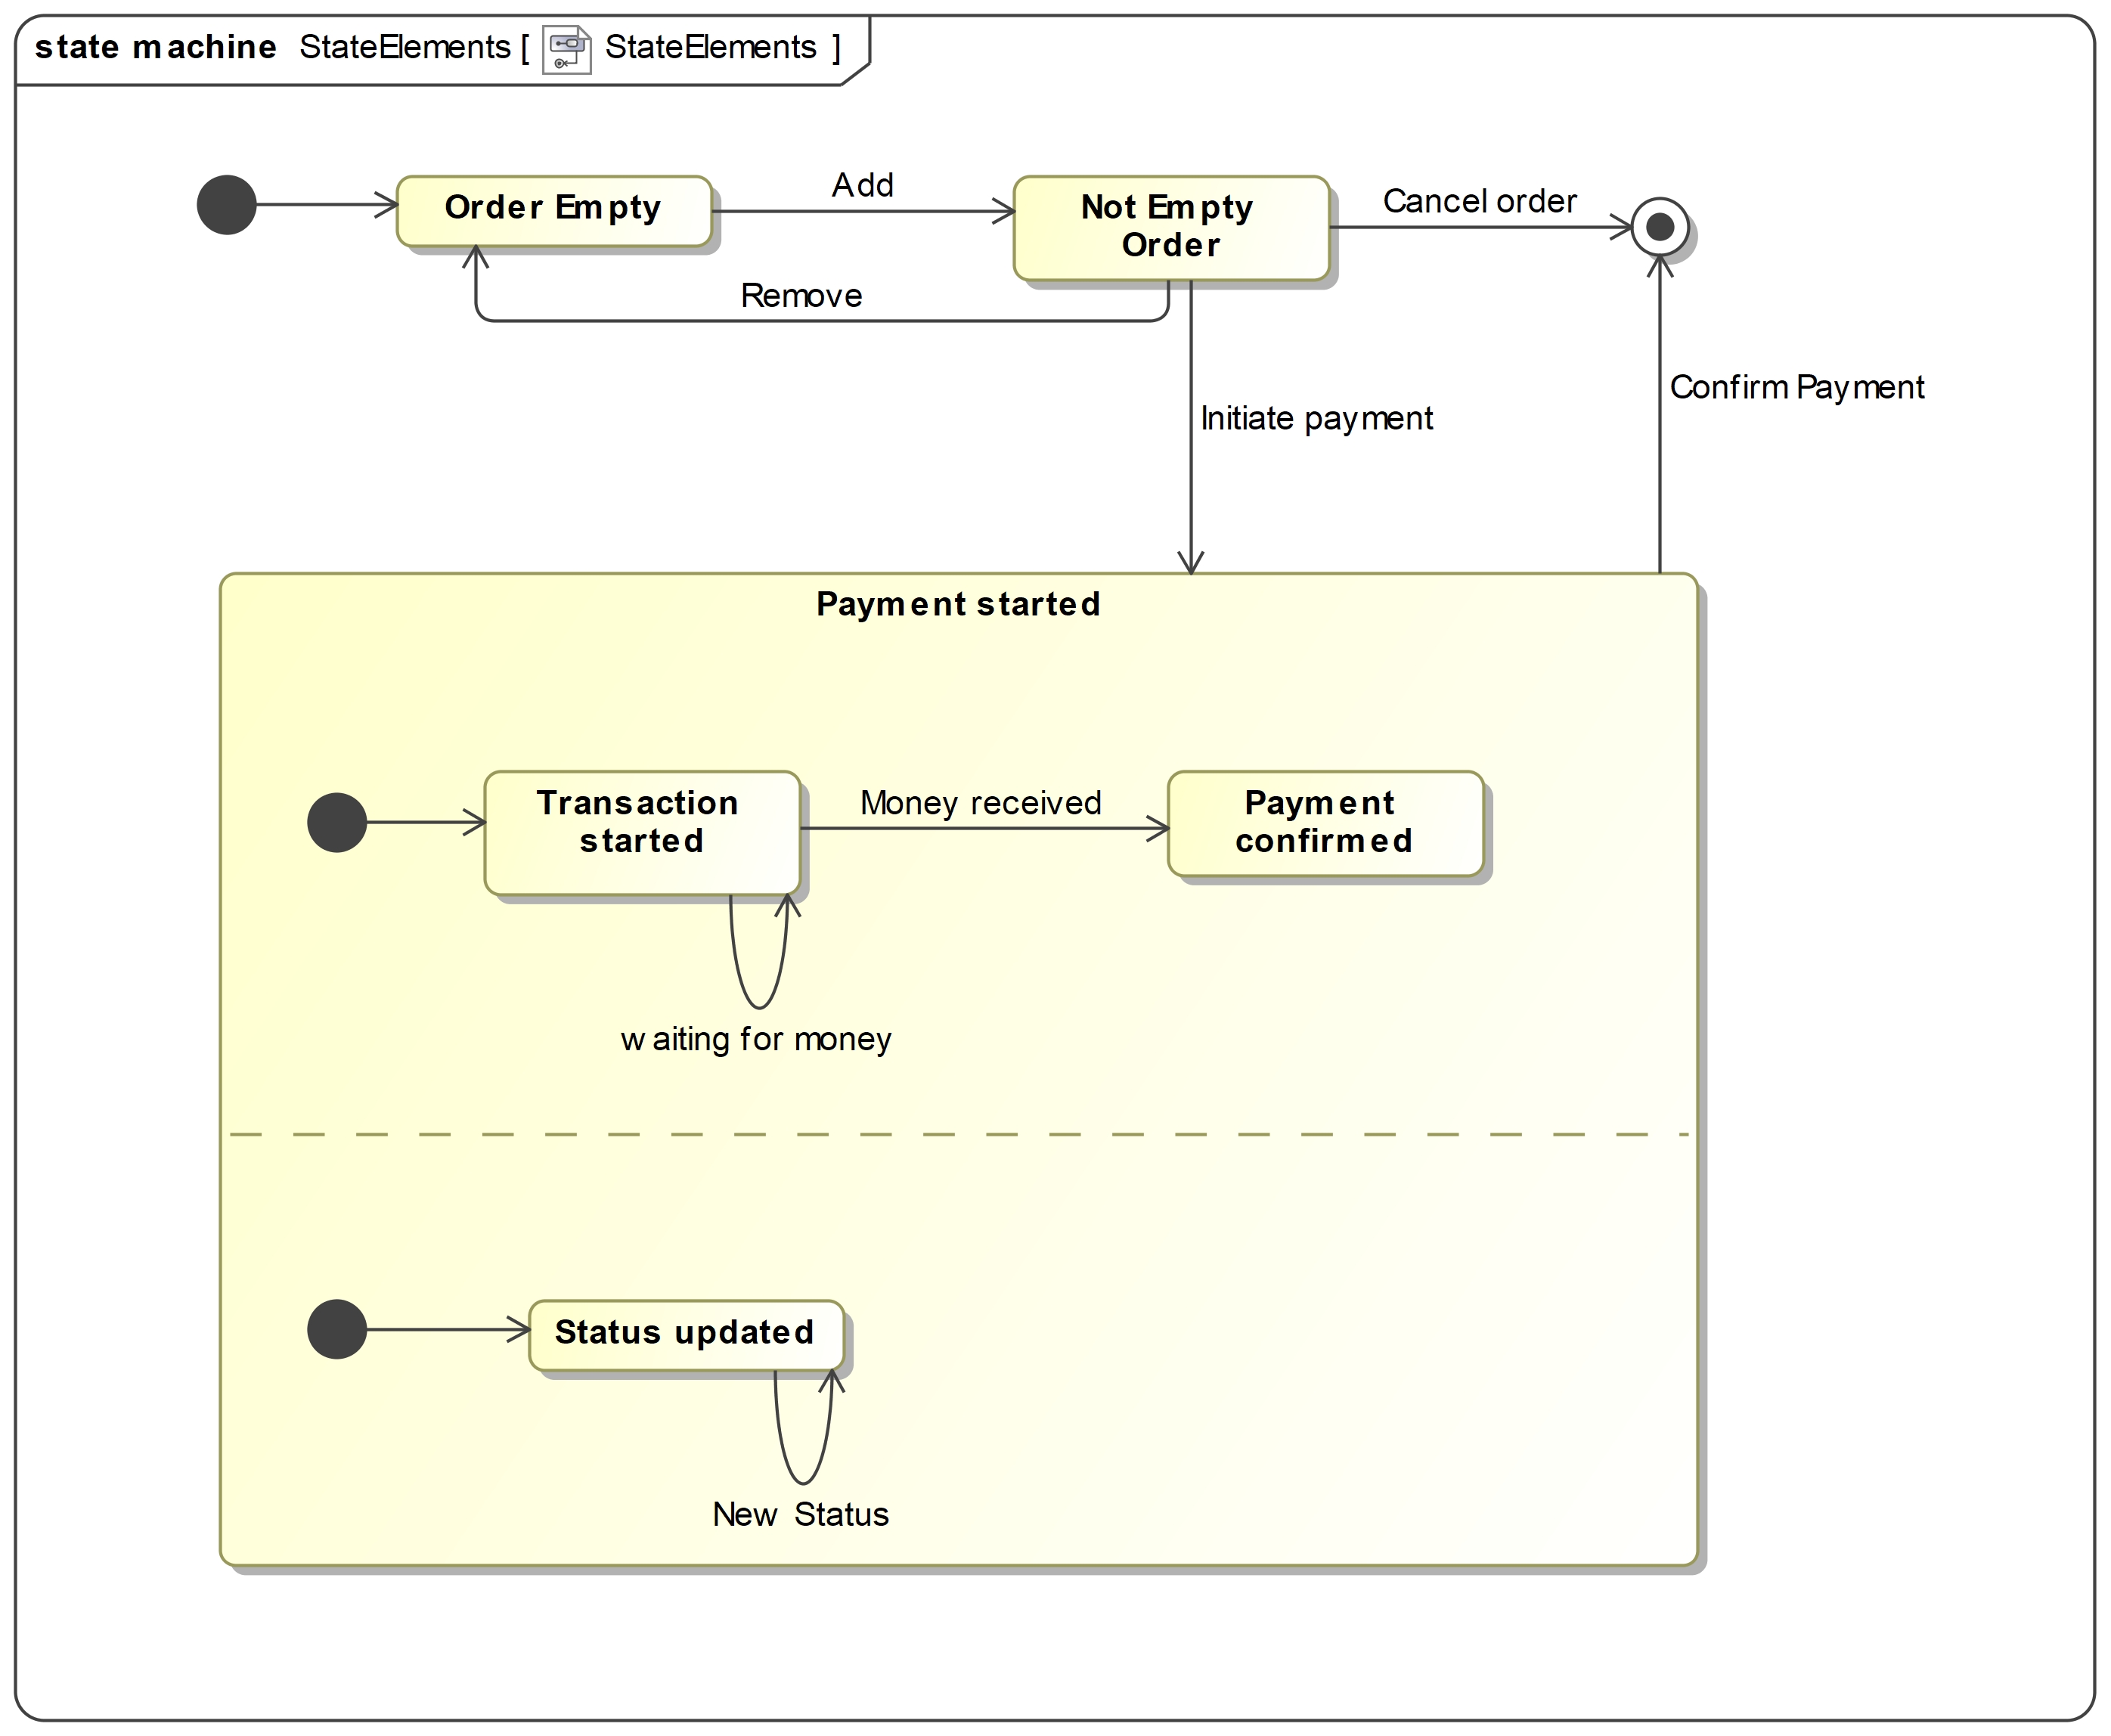 state machine StateElements [ StateElements ]
Order Empty
Add
Not Empty
Order
Cancel order
Remove
Initiate payment
Confirm Payment
Payment started
Transaction
started
Money received
Payment
confirmed
waiting for money
Status updated
New Status